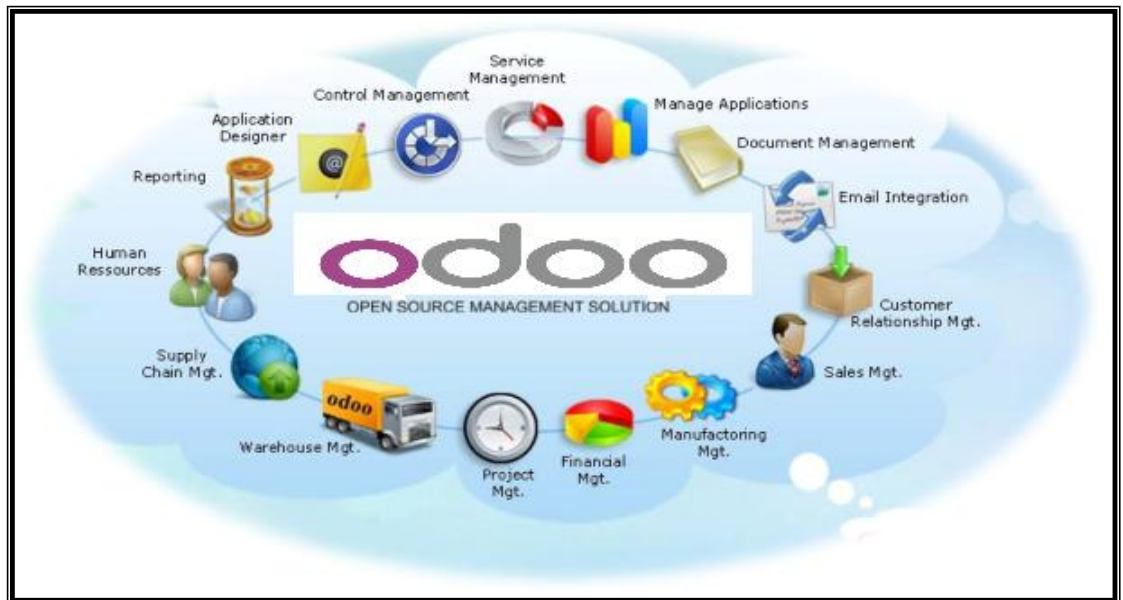 Service
Management
Control Management
Manage Applications
Application
Designer
Document Management
Reporting
@
Email Integration
odoo
Human
Ressources
OPEN SOURCE MANAGEMENT SOLUTION
Customer
Relationship Mgt.
Supply
Chain Mgt.
Sales Mgt.
odoo
Warehouse Mgt.
Manufactoring
Mgt.
Financial
Mgt.
Project
Mgt.